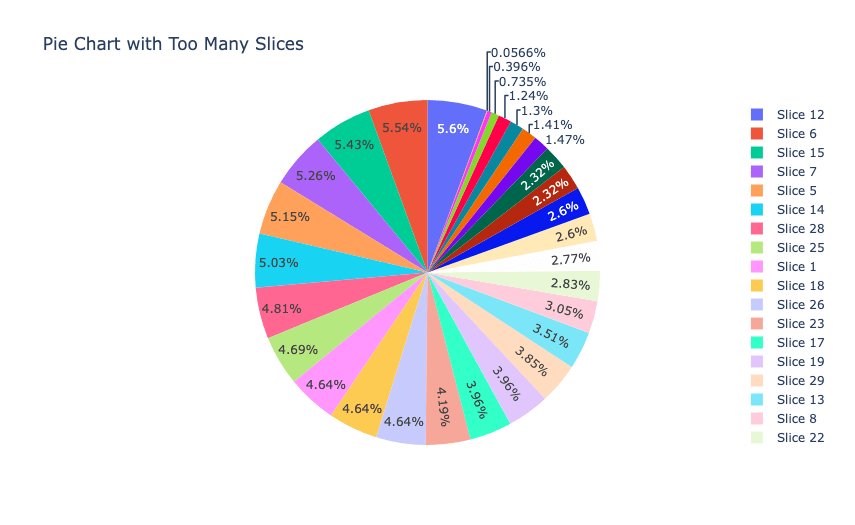 Pie Chart with Too Many Slices
0.0566%
0.396%
0.735%
1.24%
1.3%
1.41%
1.47%
2.32%
2.32%
2.6%
2.6%
2.77%
2.83%
3.05%
3.51%
3.85%
3.96%
3.96%
4.19%
4.64%
4.64%
4.64%
4.69%
4.81%
5.03%
5.15%
5.26%
5.43%
5.54%
5.6%
Slice 12
Slice 6
Slice 15
Slice 7
Slice 5
Slice 14
Slice 28
Slice 25
Slice 1
Slice 18
Slice 26
Slice 23
Slice 17
Slice 19
Slice 29
Slice 13
Slice 8
Slice 22